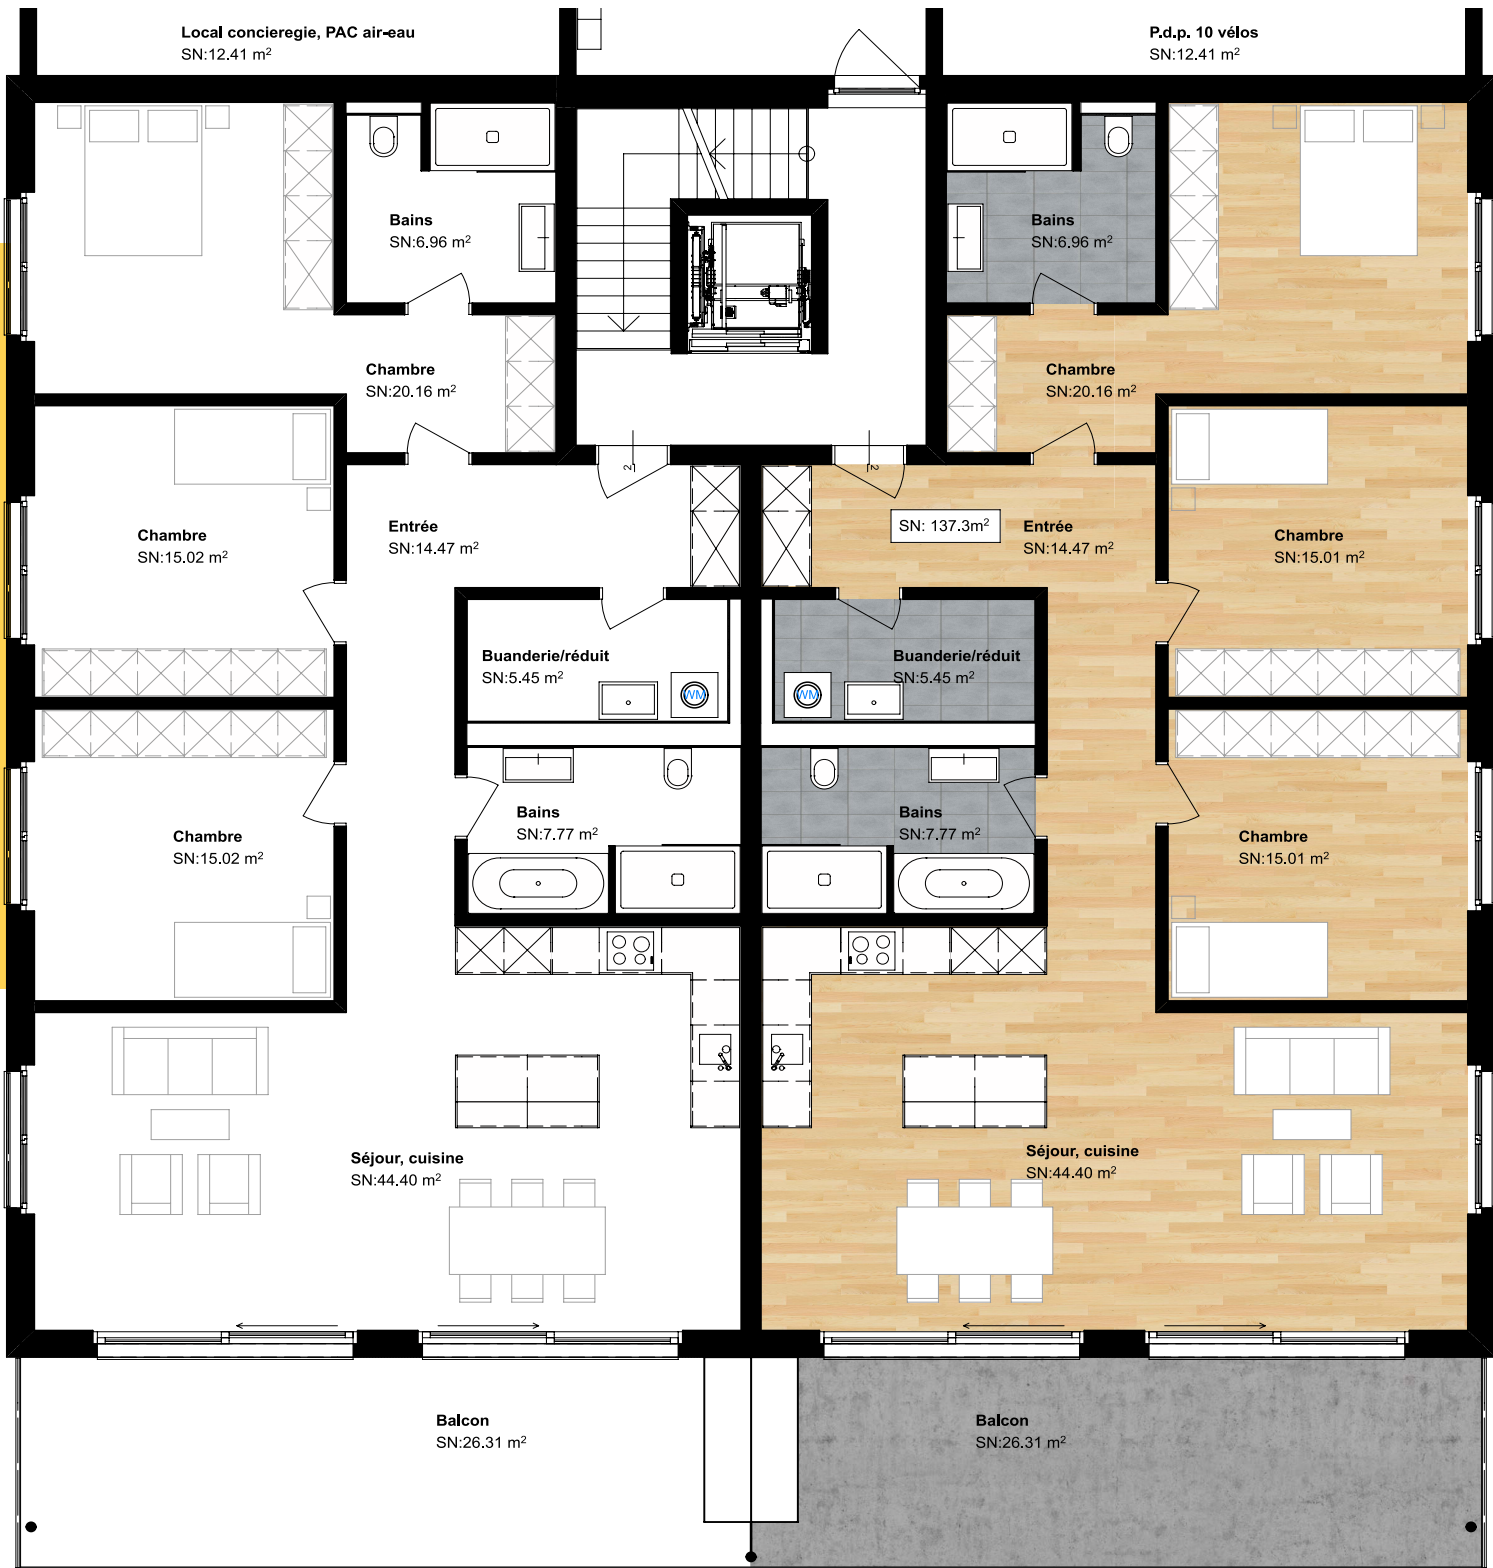 Local concieregie, PAC air-eau
SN:12.41 m²
P.d.p. 10 vélos
SN:12.41 m²
Bains
SN:6.96 m²
Bains
SN:6.96 m²
Chambre
SN:20.16 m²
Chambre
SN:20.16 m²
2
2
Chambre
SN:15.02 m²
Entrée
SN:14.47 m²
SN: 137.3m²
Entrée
SN:14.47 m²
Chambre
SN:15.01 m²
Buanderie/réduit
SN:5.45 m²
WM
Buanderie/réduit
SN:5.45 m²
WM
Chambre
SN:15.02 m²
Bains
SN:7.77 m²
Bains
SN:7.77 m²
Chambre
SN:15.01 m²
Séjour, cuisine
SN:44.40 m²
Séjour, cuisine
SN:44.40 m²
Balcon
SN:26.31 m²
Balcon
SN:26.31 m²